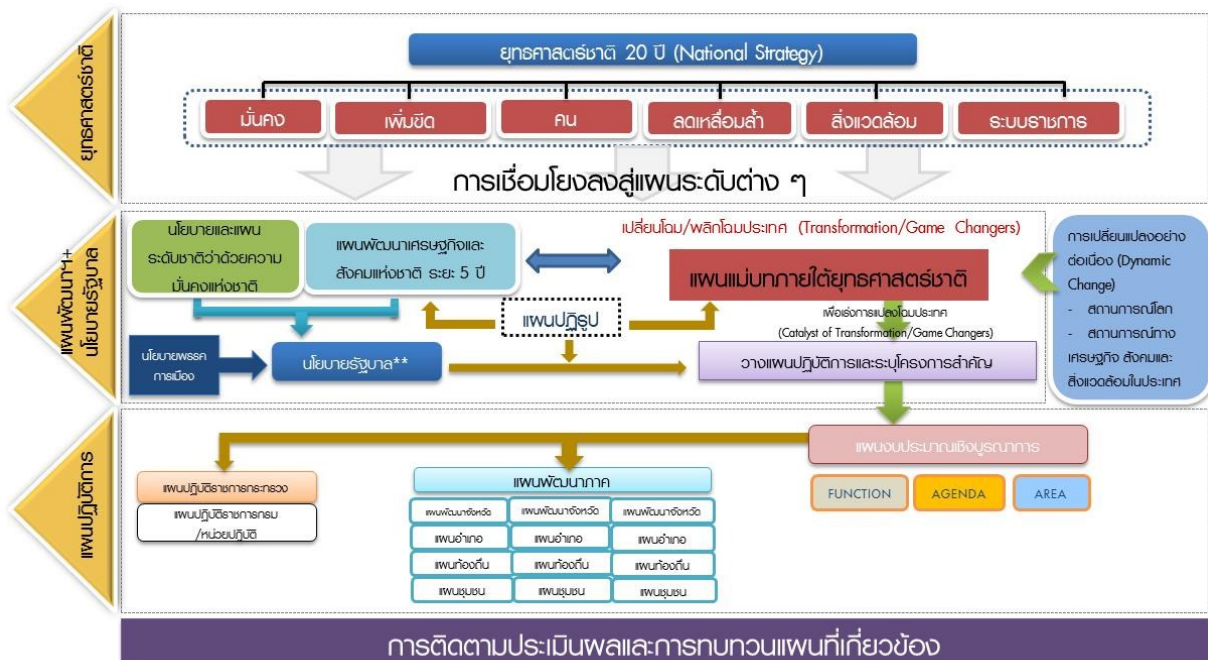 ยุทธศาสตร์ชาติ
ยุทธศาสตร์ชาติ 20 ปี (National Strategy)
มั่นคง
เพิ่มขีด
คน
ลดเหลื่อมล้ำ
สิ่งแวดล้อม
ระบบราชการ
การเชื่อมโยงลงสู่แผนระดับต่าง ๆ
แผนพัฒนาฯ+
นโยบายรัฐบาล
นโยบายและแผน
ระดับชาติว่าด้วยความ
มั่นคงแห่งชาติ
แผนพัฒนาเศรษฐกิจและ
สังคมแห่งชาติ ระยะ 5 ปี
เปลี่ยนโฉม/พลิกโฉมประเทศ (Transformation/Game Changers)
แผนแม่บทภายใต้ยุทธศาสตร์ชาติ
การเปลี่ยนแปลงอย่าง
ต่อเนื่อง (Dynamic
Change)
- สถานการณ์โลก
- สถานการณ์ทาง
เศรษฐกิจ สังคมและ
สิ่งแวดล้อมในประเทศ
แผนปฏิรูป
เพื่อเร่งการแปลงโฉมประเทศ
(Catalyst of Transformation/Game Changers)
นโยบายพรรค
การเมือง
นโยบายรัฐบาล**
วางแผนปฏิบัติการและระบุโครงการสำคัญ
แผนปฏิบัติการ
แผนงบประมาณเชิงบูรณาการ
FUNCTION
AGENDA
AREA
แผนปฏิบัติราชการกระทรวง
แผนปฏิบัติราชการกรม
/หน่วยปฏิบัติ
แผนพัฒนาภาค
แผนพัฒนาจังหวัด แผนพัฒนาจังหวัด แผนพัฒนาจังหวัด
แผนอำเภอ แผนอำเภอ แผนอำเภอ
แผนท้องถิ่น แผนท้องถิ่น แผนท้องถิ่น
แผนชุมชน แผนชุมชน แผนชุมชน
การติดตามประเมินผลและการทบทวนแผนที่เกี่ยวข้อง